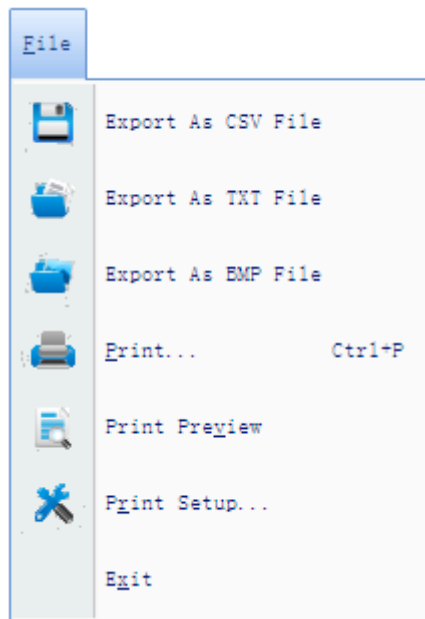 File
Export As CSV File
Export As TXT File
Export As BMP File
Print... Ctrl+P
Print Preview
Print Setup...
Exit